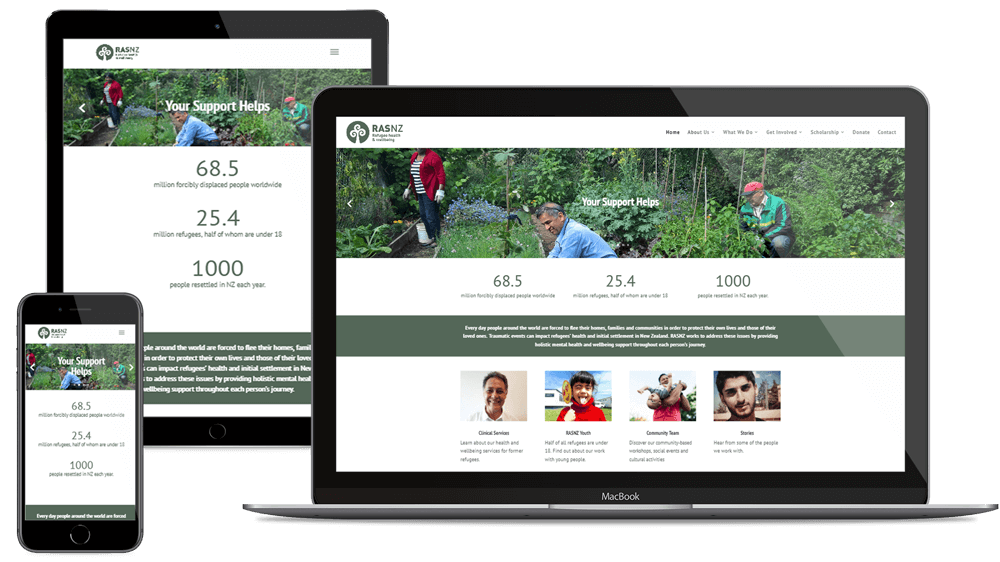 RASNZ
Your Support Helps
68.5
million forcibly displaced people worldwide
25.4
million refugees, half of whom are under 18
1000
people resettled in NZ each year.
ple around the world are forced to flee their homes, families
in order to protect their own lives and those of their loved
s can impact refugees' health and initial settlement in New
s to address these issues by providing holistic mental health
wellbeing support throughout each person's journey.
RASNZ
Your Support
Helps
68.5
million forcibly displaced people worldwide
25.4
million refugees, half of whom are under 18
1000
people resettled in NZ each year.
Every day people around the world are forced
RASNZ
Refugee health
& wellbeing
Home About Us What We Do Get Involved Scholarship Donate Contact
Your Support Helps
68.5 25.4 1000
million forcibly displaced people worldwide million refugees, half of whom are under 18 people resettled in NZ each year.
Every day people around the world are forced to flee their homes, families and communities in order to protect their own lives and those of their
loved ones. Traumatic events can impact refugees' health and initial settlement in New Zealand. RASNZ works to address these issues by providing
holistic mental health and wellbeing support throughout each person's journey.
Clinical Services
Learn about our health and
wellbeing services for former
refugees.
RASNZ Youth
Half of all refugees are under
18. Find out about our work
with young people.
Community Team
Discover our community-based
workshops, social events and
cultural activities
Stories
Hear from some of the people
we work with.
MacBook